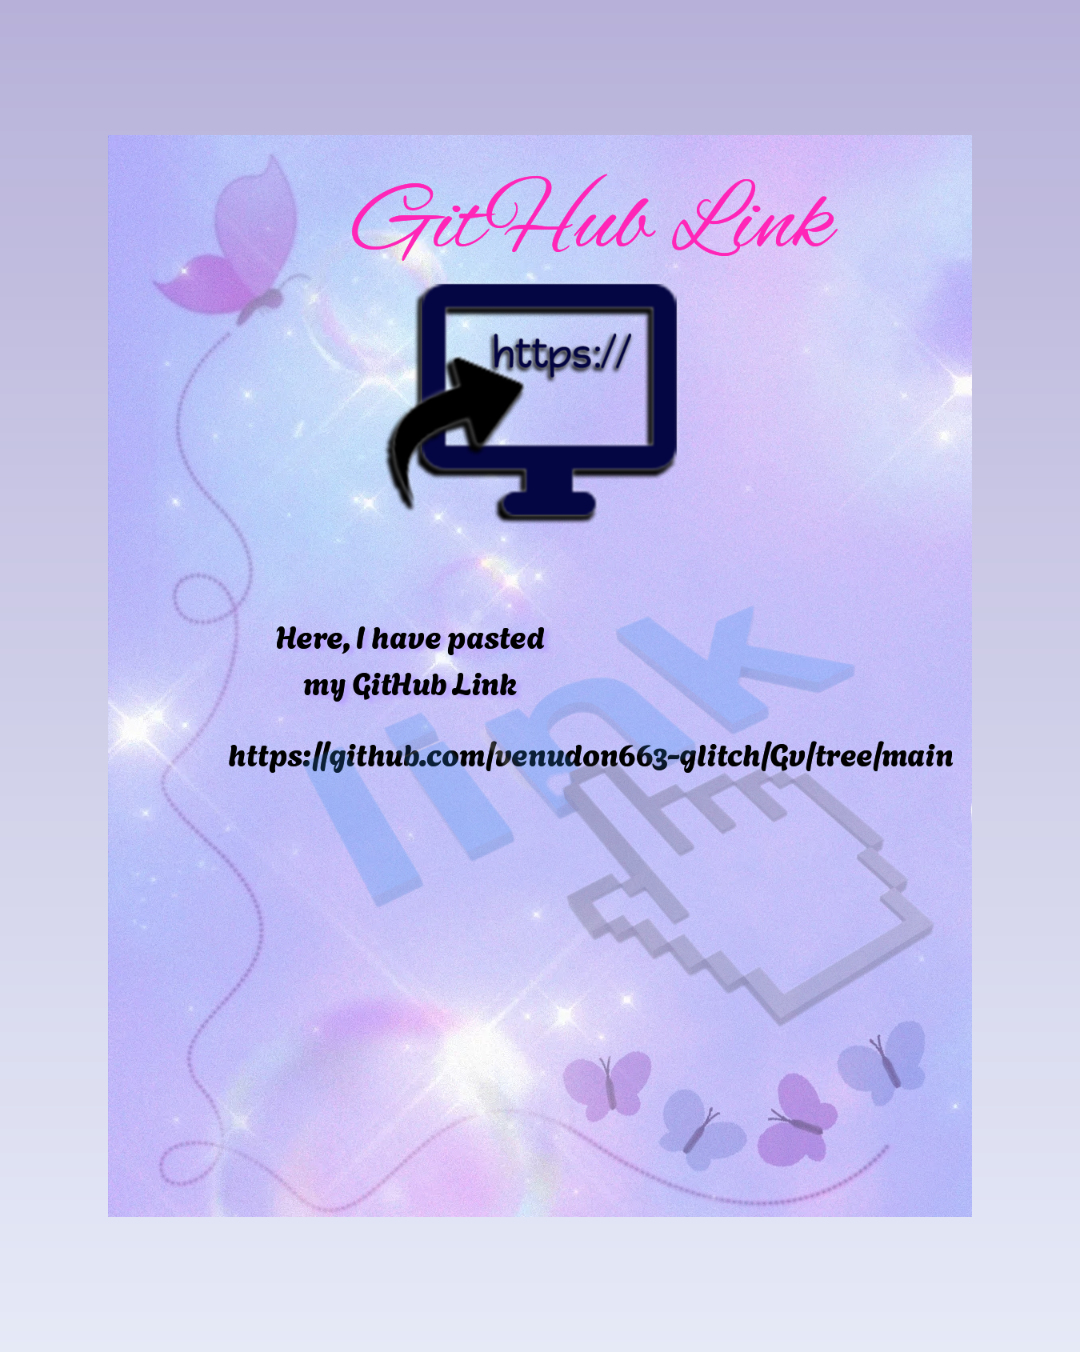 GitHub Link
https://
Here, I have pasted
my GitHub Link
link
https://github.com/venudon663-glitch/Gv/tree/main